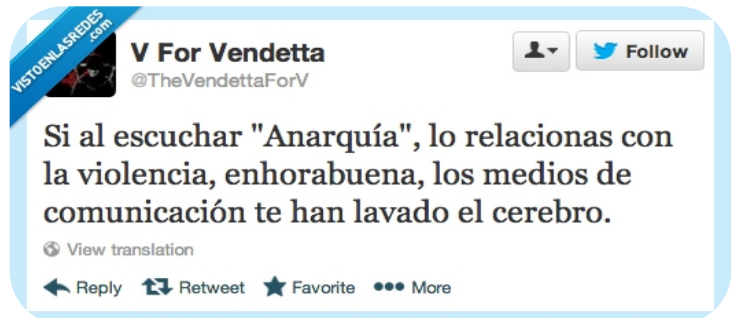 VISTOENLASREDES
.com
V For Vendetta
@TheVendettaForV
Follow
Si al escuchar "Anarquía", lo relacionas con
la violencia, enhorabuena, los medios de
comunicación te han lavado el cerebro.
View translation
Reply Retweet Favorite More